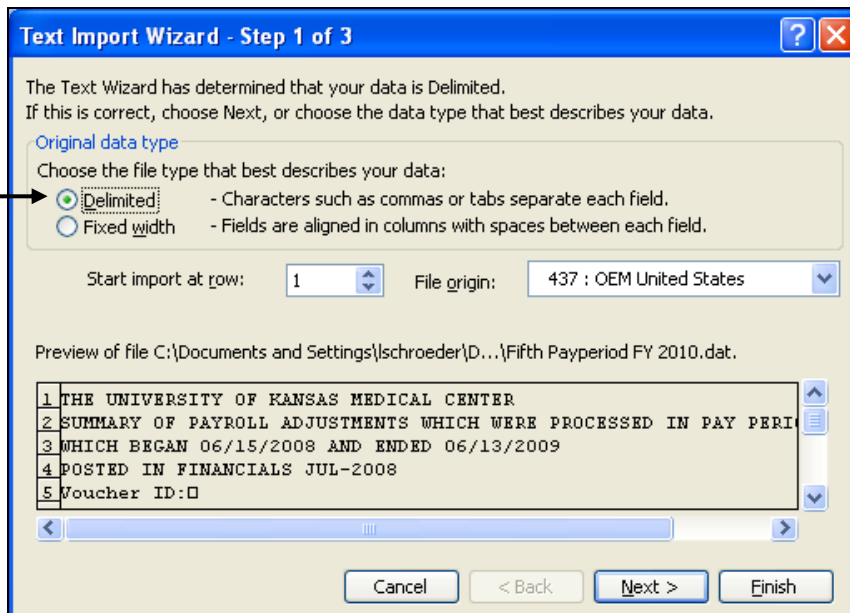 Text Import Wizard - Step 1 of 3
The Text Wizard has determined that your data is Delimited.
If this is correct, choose Next, or choose the data type that best describes your data.
Original data type
Choose the file type that best describes your data:
Delimited - Characters such as commas or tabs separate each field.
Fixed width - Fields are aligned in columns with spaces between each field.
Start import at row: 1 File origin: 437 : OEM United States
Preview of file C:\Documents and Settings\lschroeder\D...\Fifth Payperiod FY 2010.dat.
1 THE UNIVERSITY OF KANSAS MEDICAL CENTER
2 SUMMARY OF PAYROLL ADJUSTMENTS WHICH WERE PROCESSED IN PAY PERI
3 WHICH BEGAN 06/15/2008 AND ENDED 06/13/2009
4 POSTED IN FINANCIALS JUL-2008
5 Voucher ID:□
Cancel < Back Next > Finish